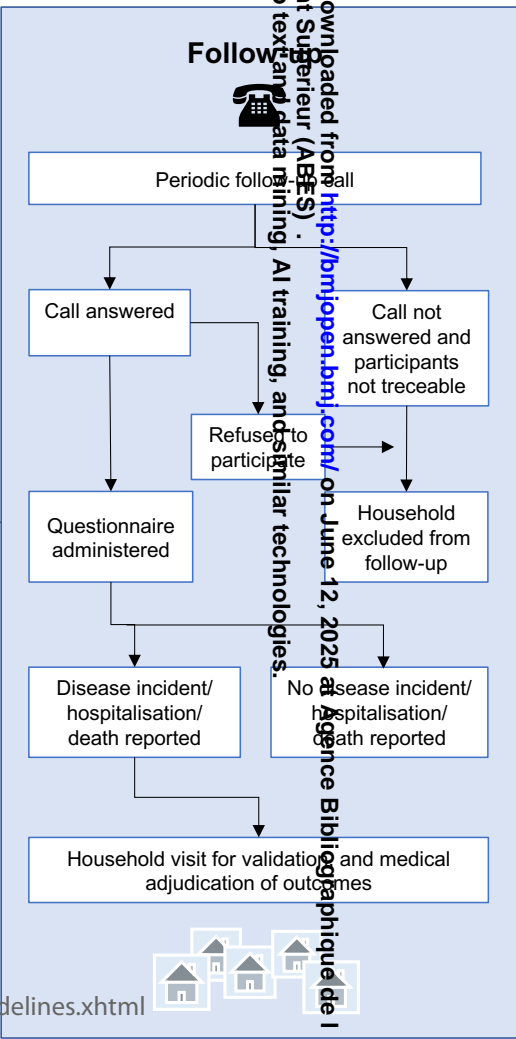 Follow-up
Periodic follow-up call
Call answered
Call not
answered and
participants
not treceable
Refused to
participate
Questionnaire
administered
Household
excluded from
follow-up
Disease incident/
hospitalisation/
death reported
No disease incident/
hospitalisation/
death reported
Household visit for validation and medical
adjudication of outcomes
delines.xhtml
ownloaded from http://bmjopen.bmj.com/ on June 12, 2025 at Agence Bibliographique de l
t Superieur (ABES) .
text and data mining, AI training, and similar technologies.